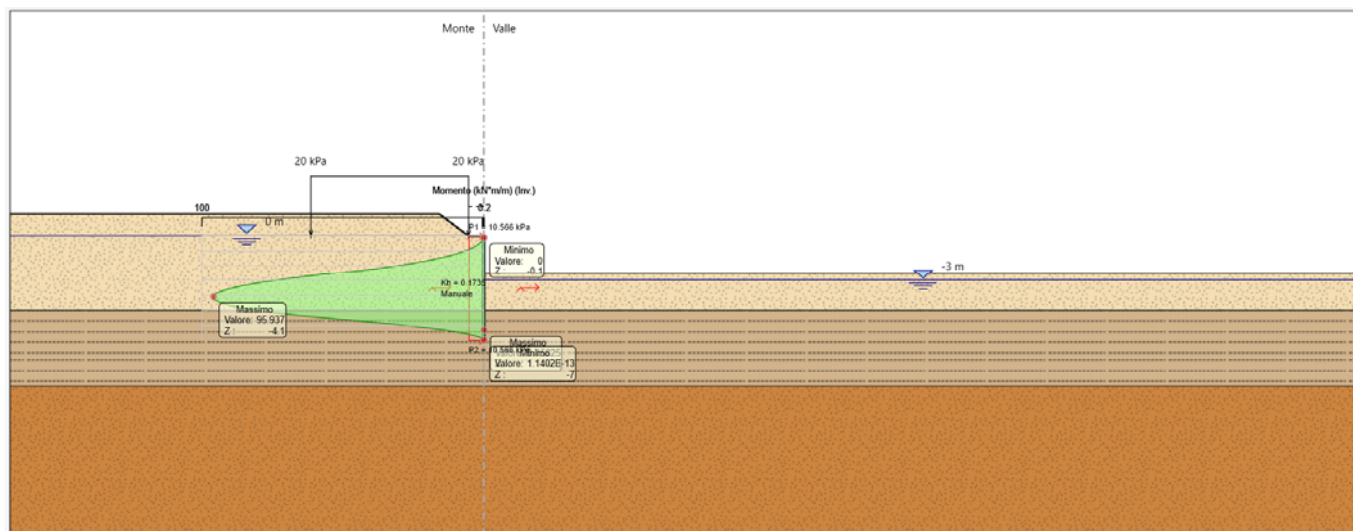 Monte Valle
20 kPa 20 kPa
Momento (kN*m/m) (Inv.)
100
0 m
P1 = 10.566 kPa
Minimo
Valore: 0
Z : -0.1
-3 m
Kh = 0.1735
Manuale
Massimo
Valore: 95.937
Z : -4.1
Massimo
Minimo
Valore: 1.1402E-13
Z : -7